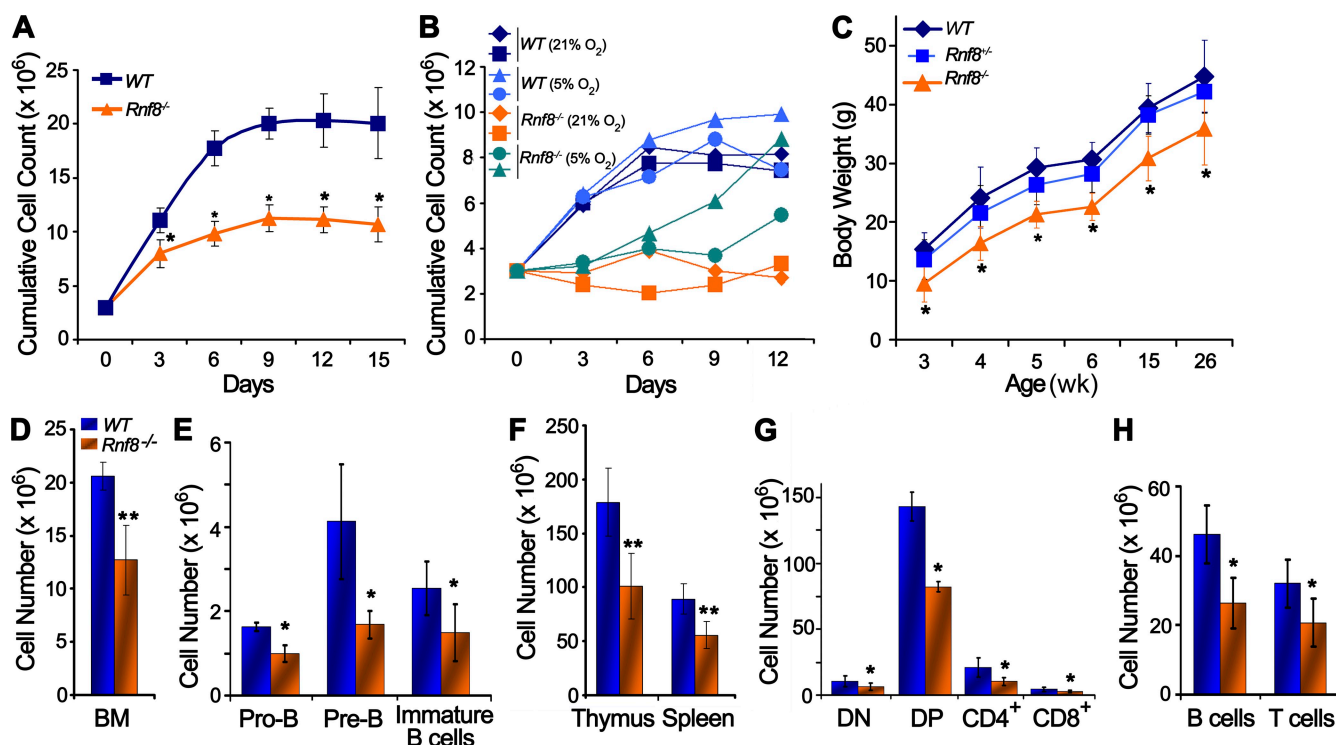 A
WT
Rnf8-/-
Cumulative Cell Count (x 10⁶)
25
20
15
10
5
0
* * * * *
0 3 6 9 12 15
Days
B
WT (21% O₂)
WT (5% O₂)
Rnf8-/- (21% O₂)
Rnf8-/- (5% O₂)
Cumulative Cell Count (x 10⁶)
12
10
8
6
4
2
0
0 3 6 9 12
Days
C
WT
Rnf8+/-
Rnf8-/-
Body Weight (g)
50
40
30
20
10
0
* * * * * *
3 4 5 6 15 26
Age (wk)
D
WT
Rnf8-/-
Cell Number (x 10⁶)
25
20
15
10
5
0
**
BM
E
Cell Number (x 10⁶)
6
4
2
0
* * *
Pro-B Pre-B Immature
B cells
F
Cell Number (x 10⁶)
250
200
150
100
50
0
** **
Thymus Spleen
G
Cell Number (x 10⁶)
150
100
50
0
* * * *
DN DP CD4⁺ CD8⁺
H
Cell Number (x 10⁶)
60
40
20
0
* *
B cells T cells